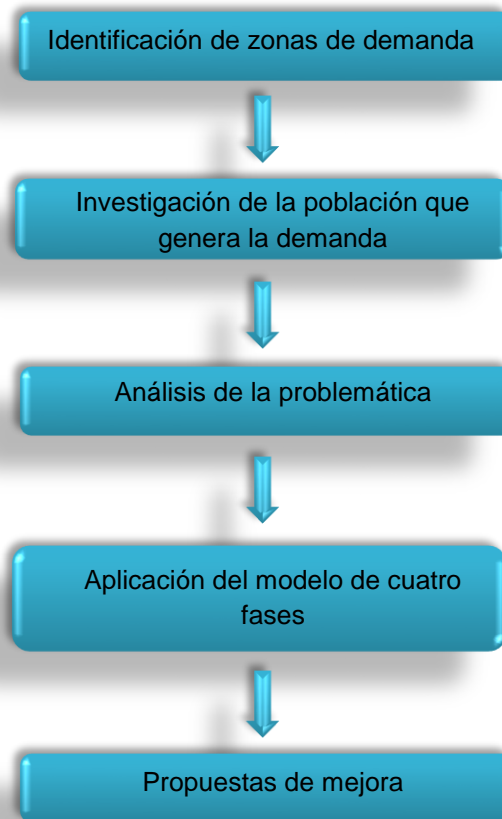 Identificación de zonas de demanda
Investigación de la población que
genera la demanda
Análisis de la problemática
Aplicación del modelo de cuatro
fases
Propuestas de mejora